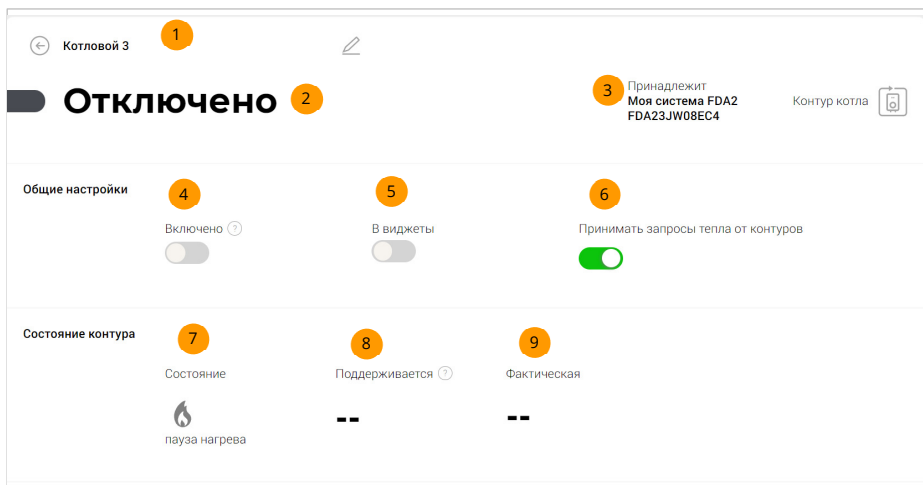 Котловой 3
1
Отключено
2
3
Принадлежит
Моя система FDA2
FDA23JW08EC4
Контур котла
Общие настройки
4
5
6
Включено ?
В виджеты
Принимать запросы тепла от контуров
Состояние контура
7
8
9
Состояние
Поддерживается ?
Фактическая
--
--
пауза нагрева